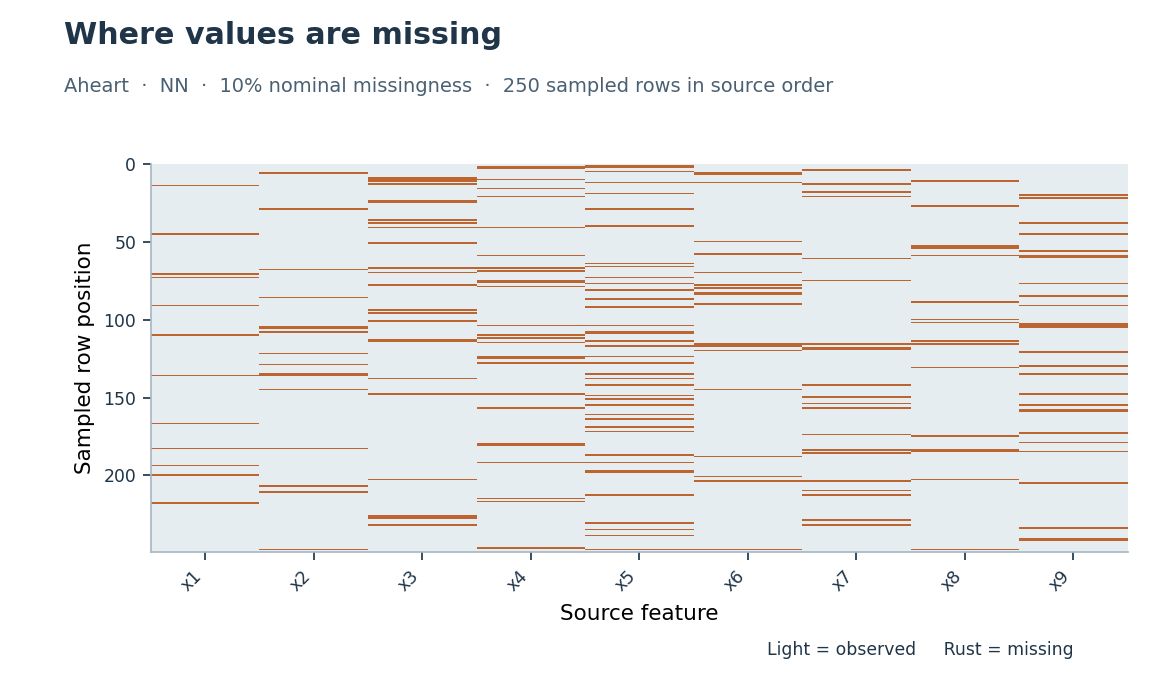 Where values are missing
Aheart · NN · 10% nominal missingness · 250 sampled rows in source order
0
50
100
150
200
Sampled row position
x1 x2 x3 x4 x5 x6 x7 x8 x9
Source feature
Light = observed Rust = missing